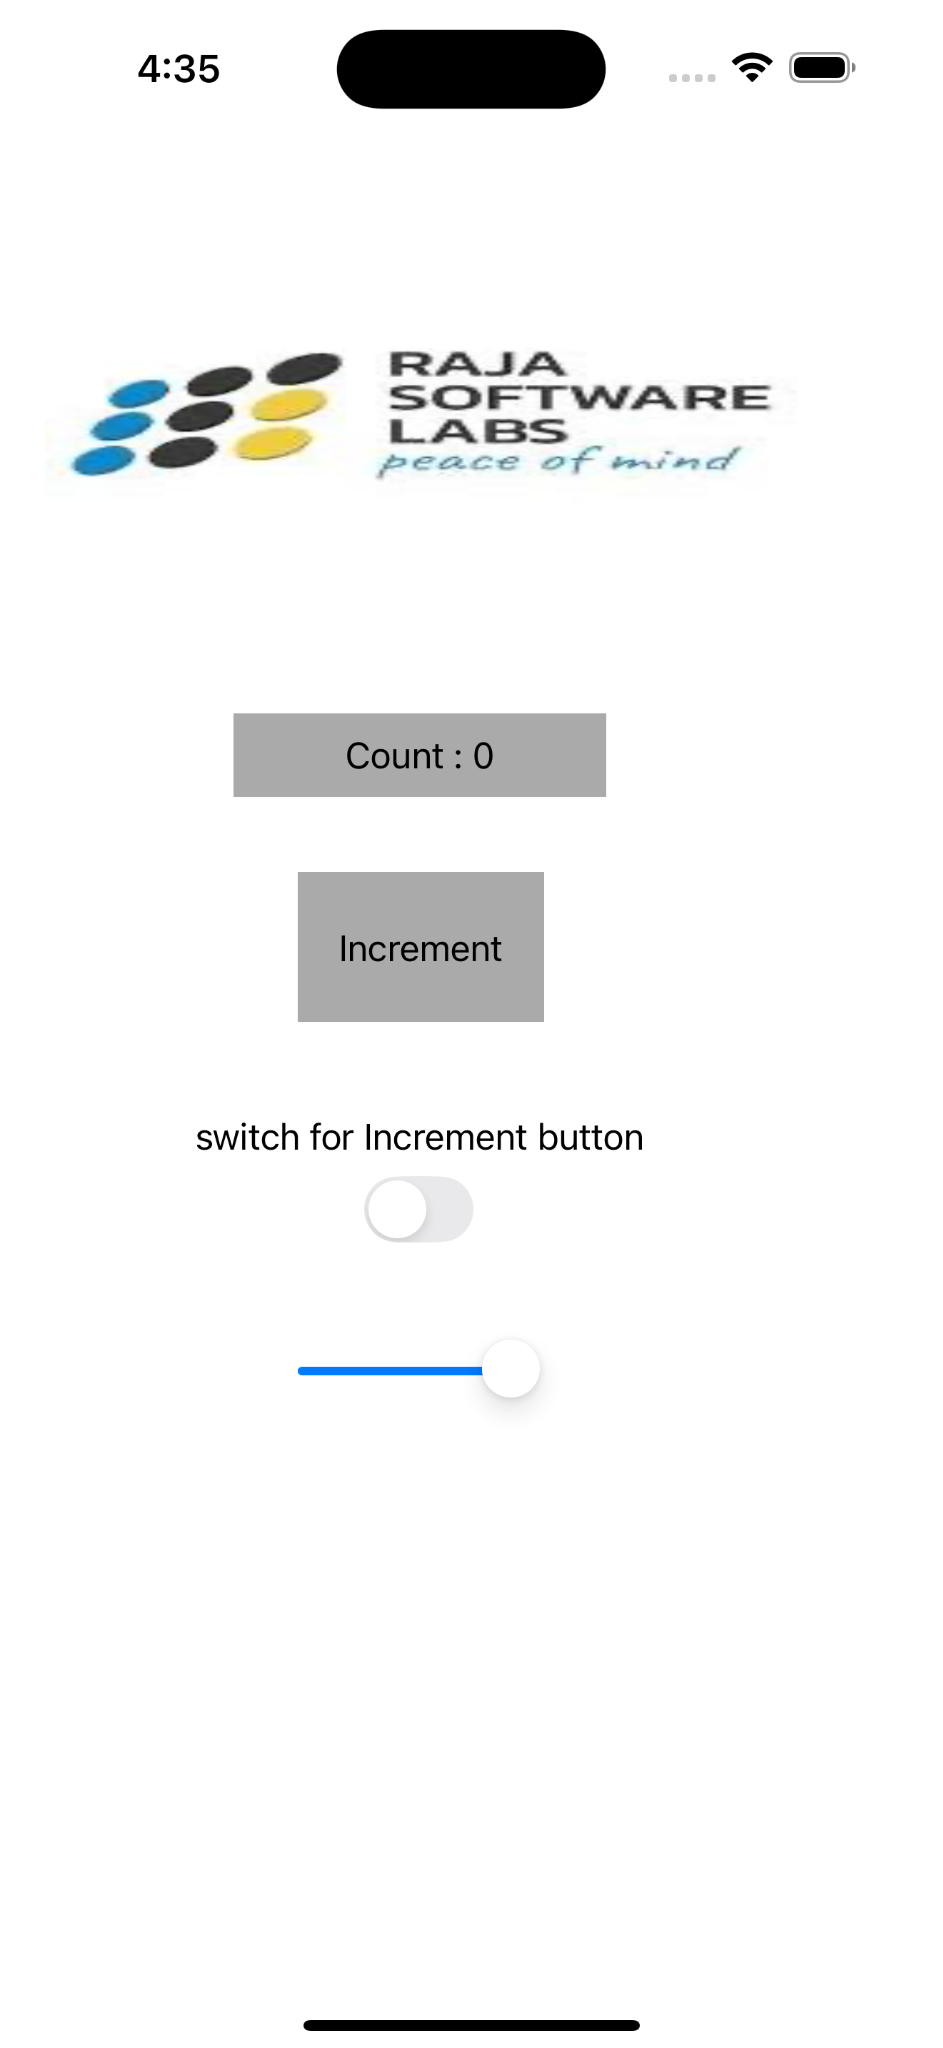 4:35
RAJA
SOFTWARE
LABS
peace of mind
Count : 0
Increment
switch for Increment button